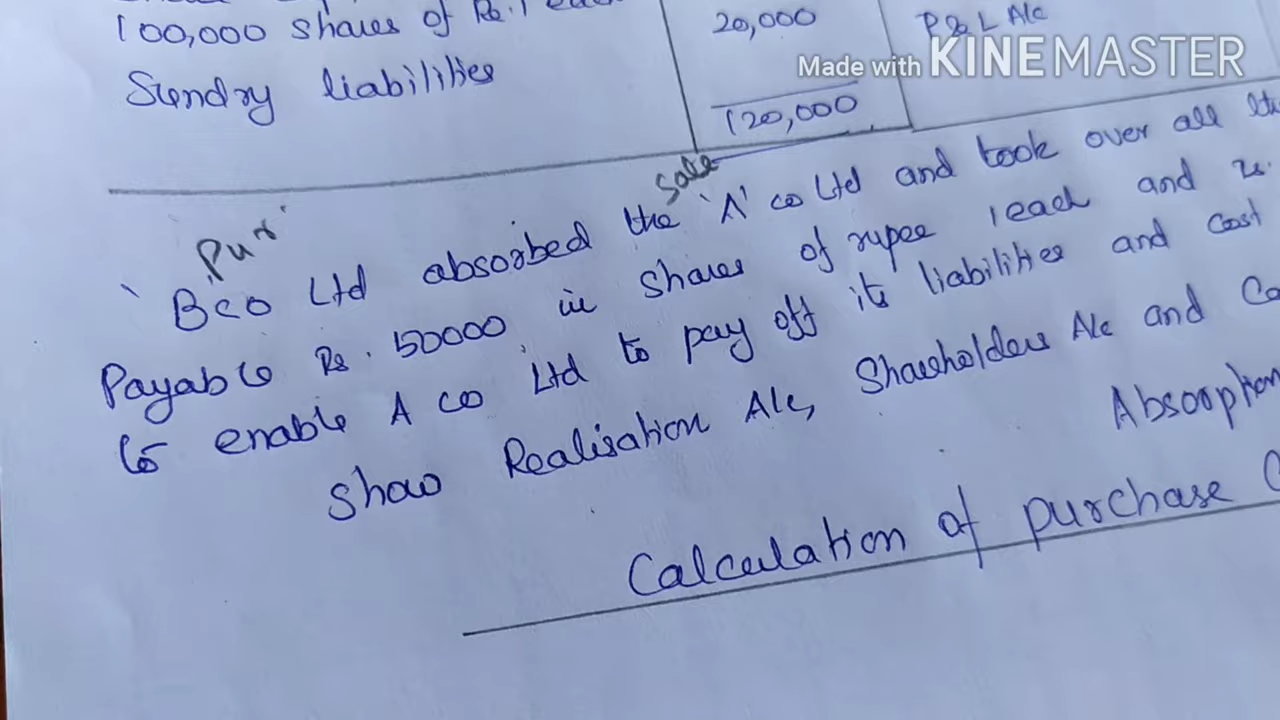 100,000 shares of Rs. 1 each
20,000
P & L A/c
Made with KINEMASTER
Sundry liabilities
120,000
Sale
Pur
B co Ltd absorbed the 'A' co Ltd and took over all its
Payable Rs. 50000 in shares of rupee 1 each and
to enable A co Ltd to pay off its liabilities and cost
Show Realisation A/c, Shareholders A/c and
Absorption
Calculation of purchase